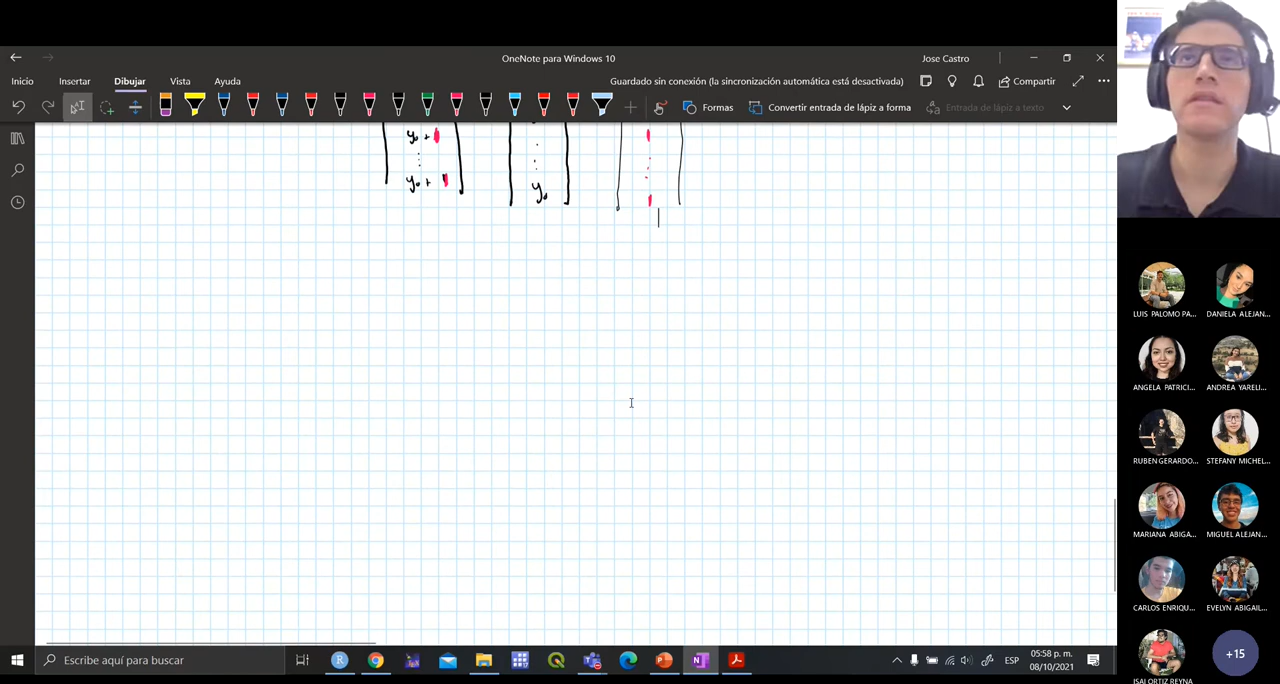 OneNote para Windows 10
Jose Castro
Inicio
Insertar
Dibujar
Vista
Ayuda
Guardado sin conexión (la sincronización automática está desactivada)
Compartir
Formas
Convertir entrada de lápiz a forma
Entrada de lápiz a texto
y₀ +
y₀ +
y₀
LUIS PALOMO PA...
DANIELA ALEJAN...
ANGELA PATRICI...
ANDREA YARELI...
RUBEN GERARDO...
STEFANY MICHEL...
MARIANA ABIGA...
MIGUEL ALEJAN...
CARLOS ENRIQU...
EVELYN ABIGAIL...
ISAI ORTIZ REYNA
+15
Escribe aquí para buscar
ESP
05:58 p. m.
08/10/2021